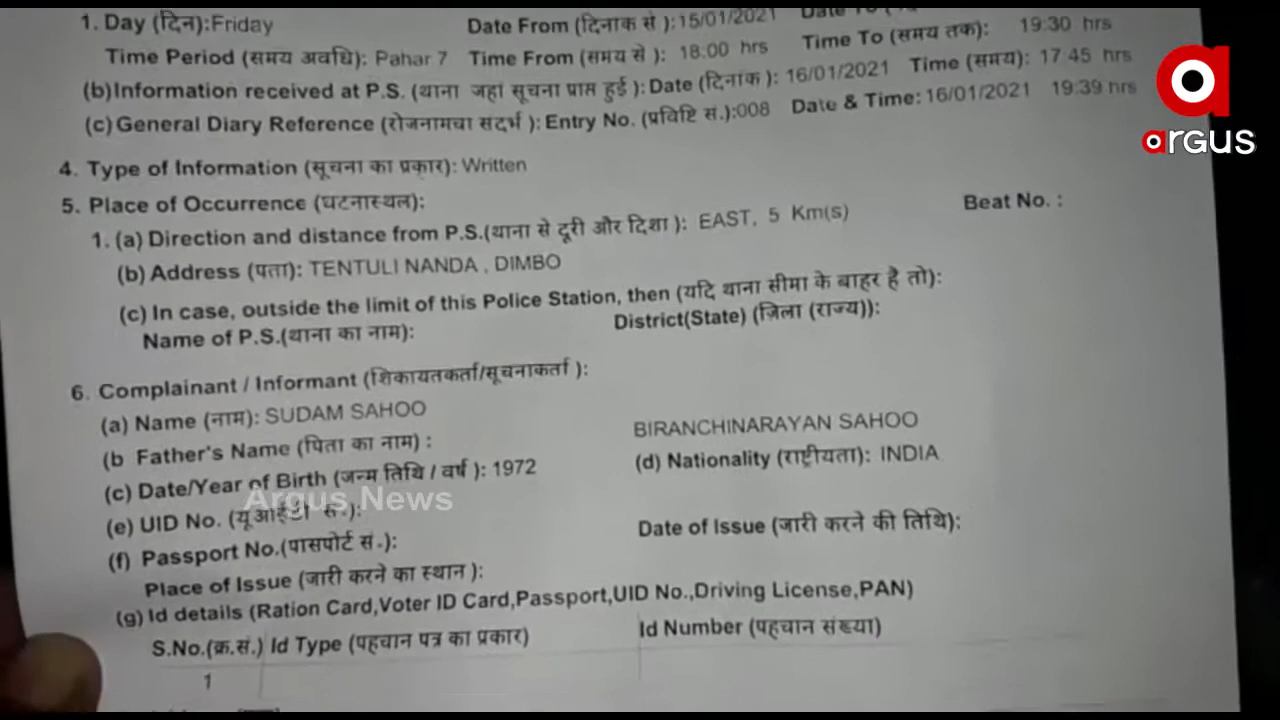 1. Day (दिन):Friday Date From (दिनांक से ): 15/01/2021
Time Period (समय अवधि): Pahar 7 Time From (समय से ): 18:00 hrs Time To (समय तक): 19:30 hrs
(b)Information received at P.S. (थाना जहां सूचना प्राप्त हुई ): Date (दिनांक ): 16/01/2021 Time (समय): 17 45 hrs
(c) General Diary Reference (रोजनामचा संदर्भ ): Entry No. (प्रविष्टि सं.):008 Date & Time: 16/01/2021 19:39 hrs
argus
4. Type of Information (सूचना का प्रकार): Written
5. Place of Occurrence (घटनास्थल):
1. (a) Direction and distance from P.S.(थाना से दूरी और दिशा ): EAST, 5 Km(s) Beat No. :
(b) Address (पता): TENTULI NANDA , DIMBO
(c) In case, outside the limit of this Police Station, then (यदि थाना सीमा के बाहर है तो):
Name of P.S.(थाना का नाम): District(State) (ज़िला (राज्य)):
6. Complainant / Informant (शिकायतकर्ता/सूचनाकर्ता ):
(a) Name (नाम): SUDAM SAHOO
(b Father's Name (पिता का नाम) : BIRANCHINARAYAN SAHOO
(c) Date/Year of Birth (जन्म तिथि / वर्ष ): 1972 (d) Nationality (राष्ट्रीयता): INDIA
Argus News
(e) UID No. (यूआईडी सं.):
(f) Passport No.(पासपोर्ट सं.): Date of Issue (जारी करने की तिथि):
Place of Issue (जारी करने का स्थान ):
(g) Id details (Ration Card,Voter ID Card,Passport,UID No.,Driving License,PAN)
S.No.(क्र.सं.) Id Type (पहचान पत्र का प्रकार) Id Number (पहचान संख्या)
1